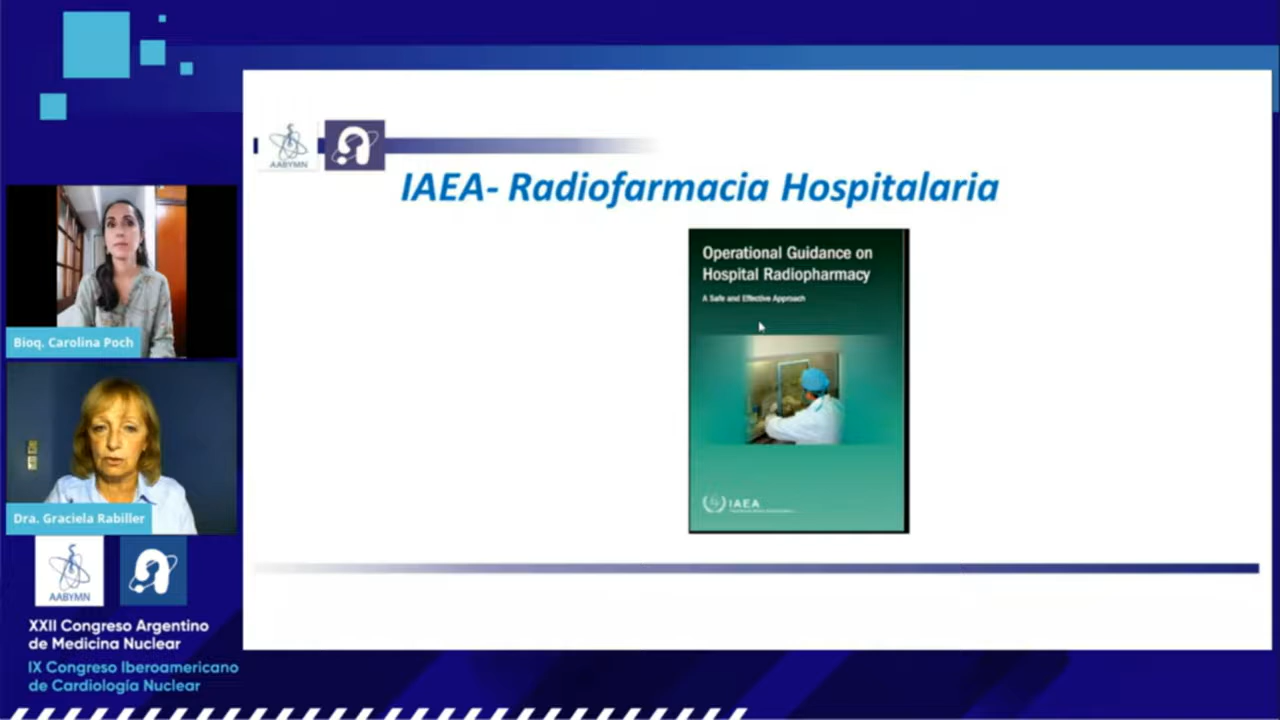 AABYMN
IAEA- Radiofarmacia Hospitalaria
Operational Guidance on
Hospital Radiopharmacy
A Safe and Effective Approach
IAEA
Bioq. Carolina Poch
Dra. Graciela Rabiller
AABYMN
XXII Congreso Argentino
de Medicina Nuclear
IX Congreso Iberoamericano
de Cardiología Nuclear